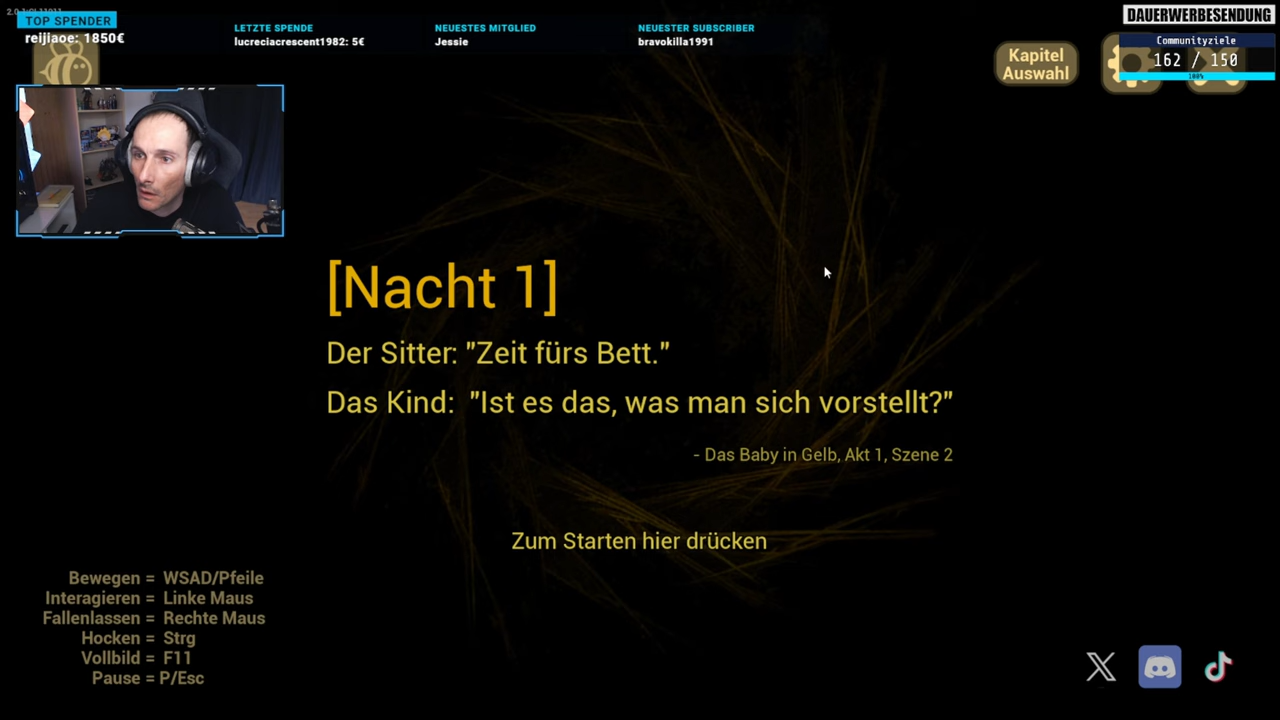 TOP SPENDER
reijiaoe: 1850€
LETZTE SPENDE
lucreciacrescent1982: 5€
NEUESTES MITGLIED
Jessie
NEUESTER SUBSCRIBER
bravokilla1991
DAUERWERBESENDUNG
Communityziele
162 / 150
100%
Kapitel
Auswahl
[Nacht 1]
Der Sitter: "Zeit fürs Bett."
Das Kind: "Ist es das, was man sich vorstellt?"
- Das Baby in Gelb, Akt 1, Szene 2
Zum Starten hier drücken
Bewegen = WSAD/Pfeile
Interagieren = Linke Maus
Fallenlassen = Rechte Maus
Hocken = Strg
Vollbild = F11
Pause = P/Esc